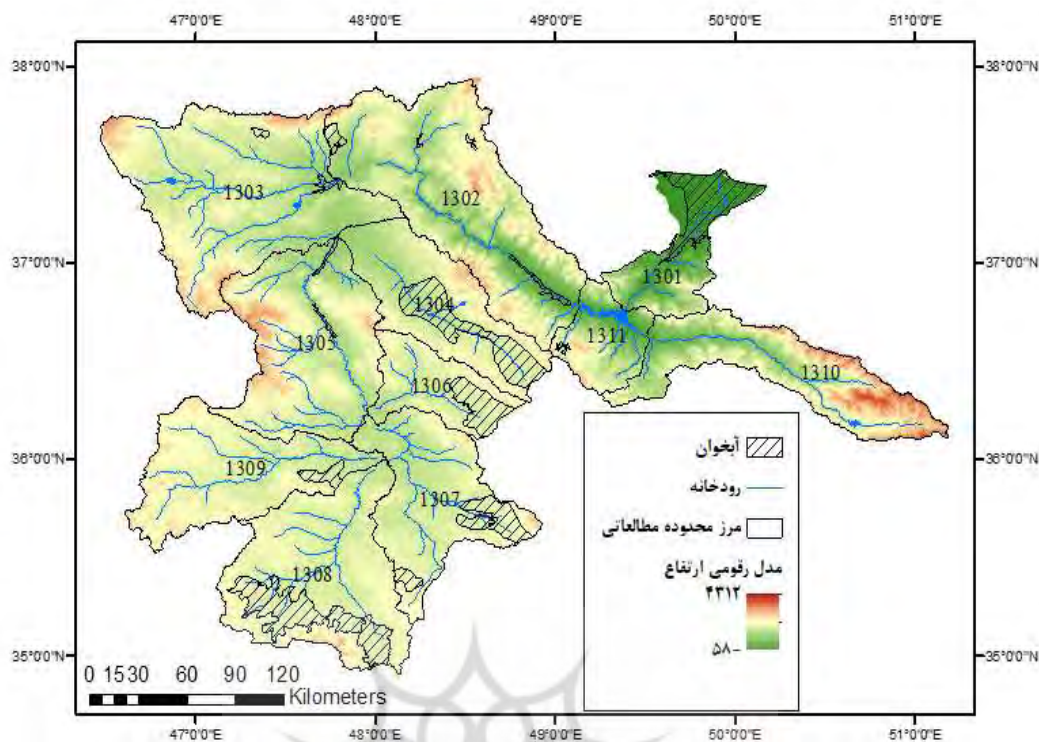 47°0'0"E 48°0'0"E 49°0'0"E 50°0'0"E 51°0'0"E
38°0'0"N 38°0'0"N
1303
1302
37°0'0"N 1301 37°0'0"N
1304
1305 1311
1306 1310
آبخوان
36°0'0"N 1309 36°0'0"N
1307 رودخانه
مرز محدوده مطالعاتی
1308 مدل رقومی ارتفاع
۴۳۱۲
۵۸-
35°0'0"N 35°0'0"N
0 15 30 60 90 120
Kilometers
47°0'0"E 48°0'0"E 49°0'0"E 50°0'0"E 51°0'0"E